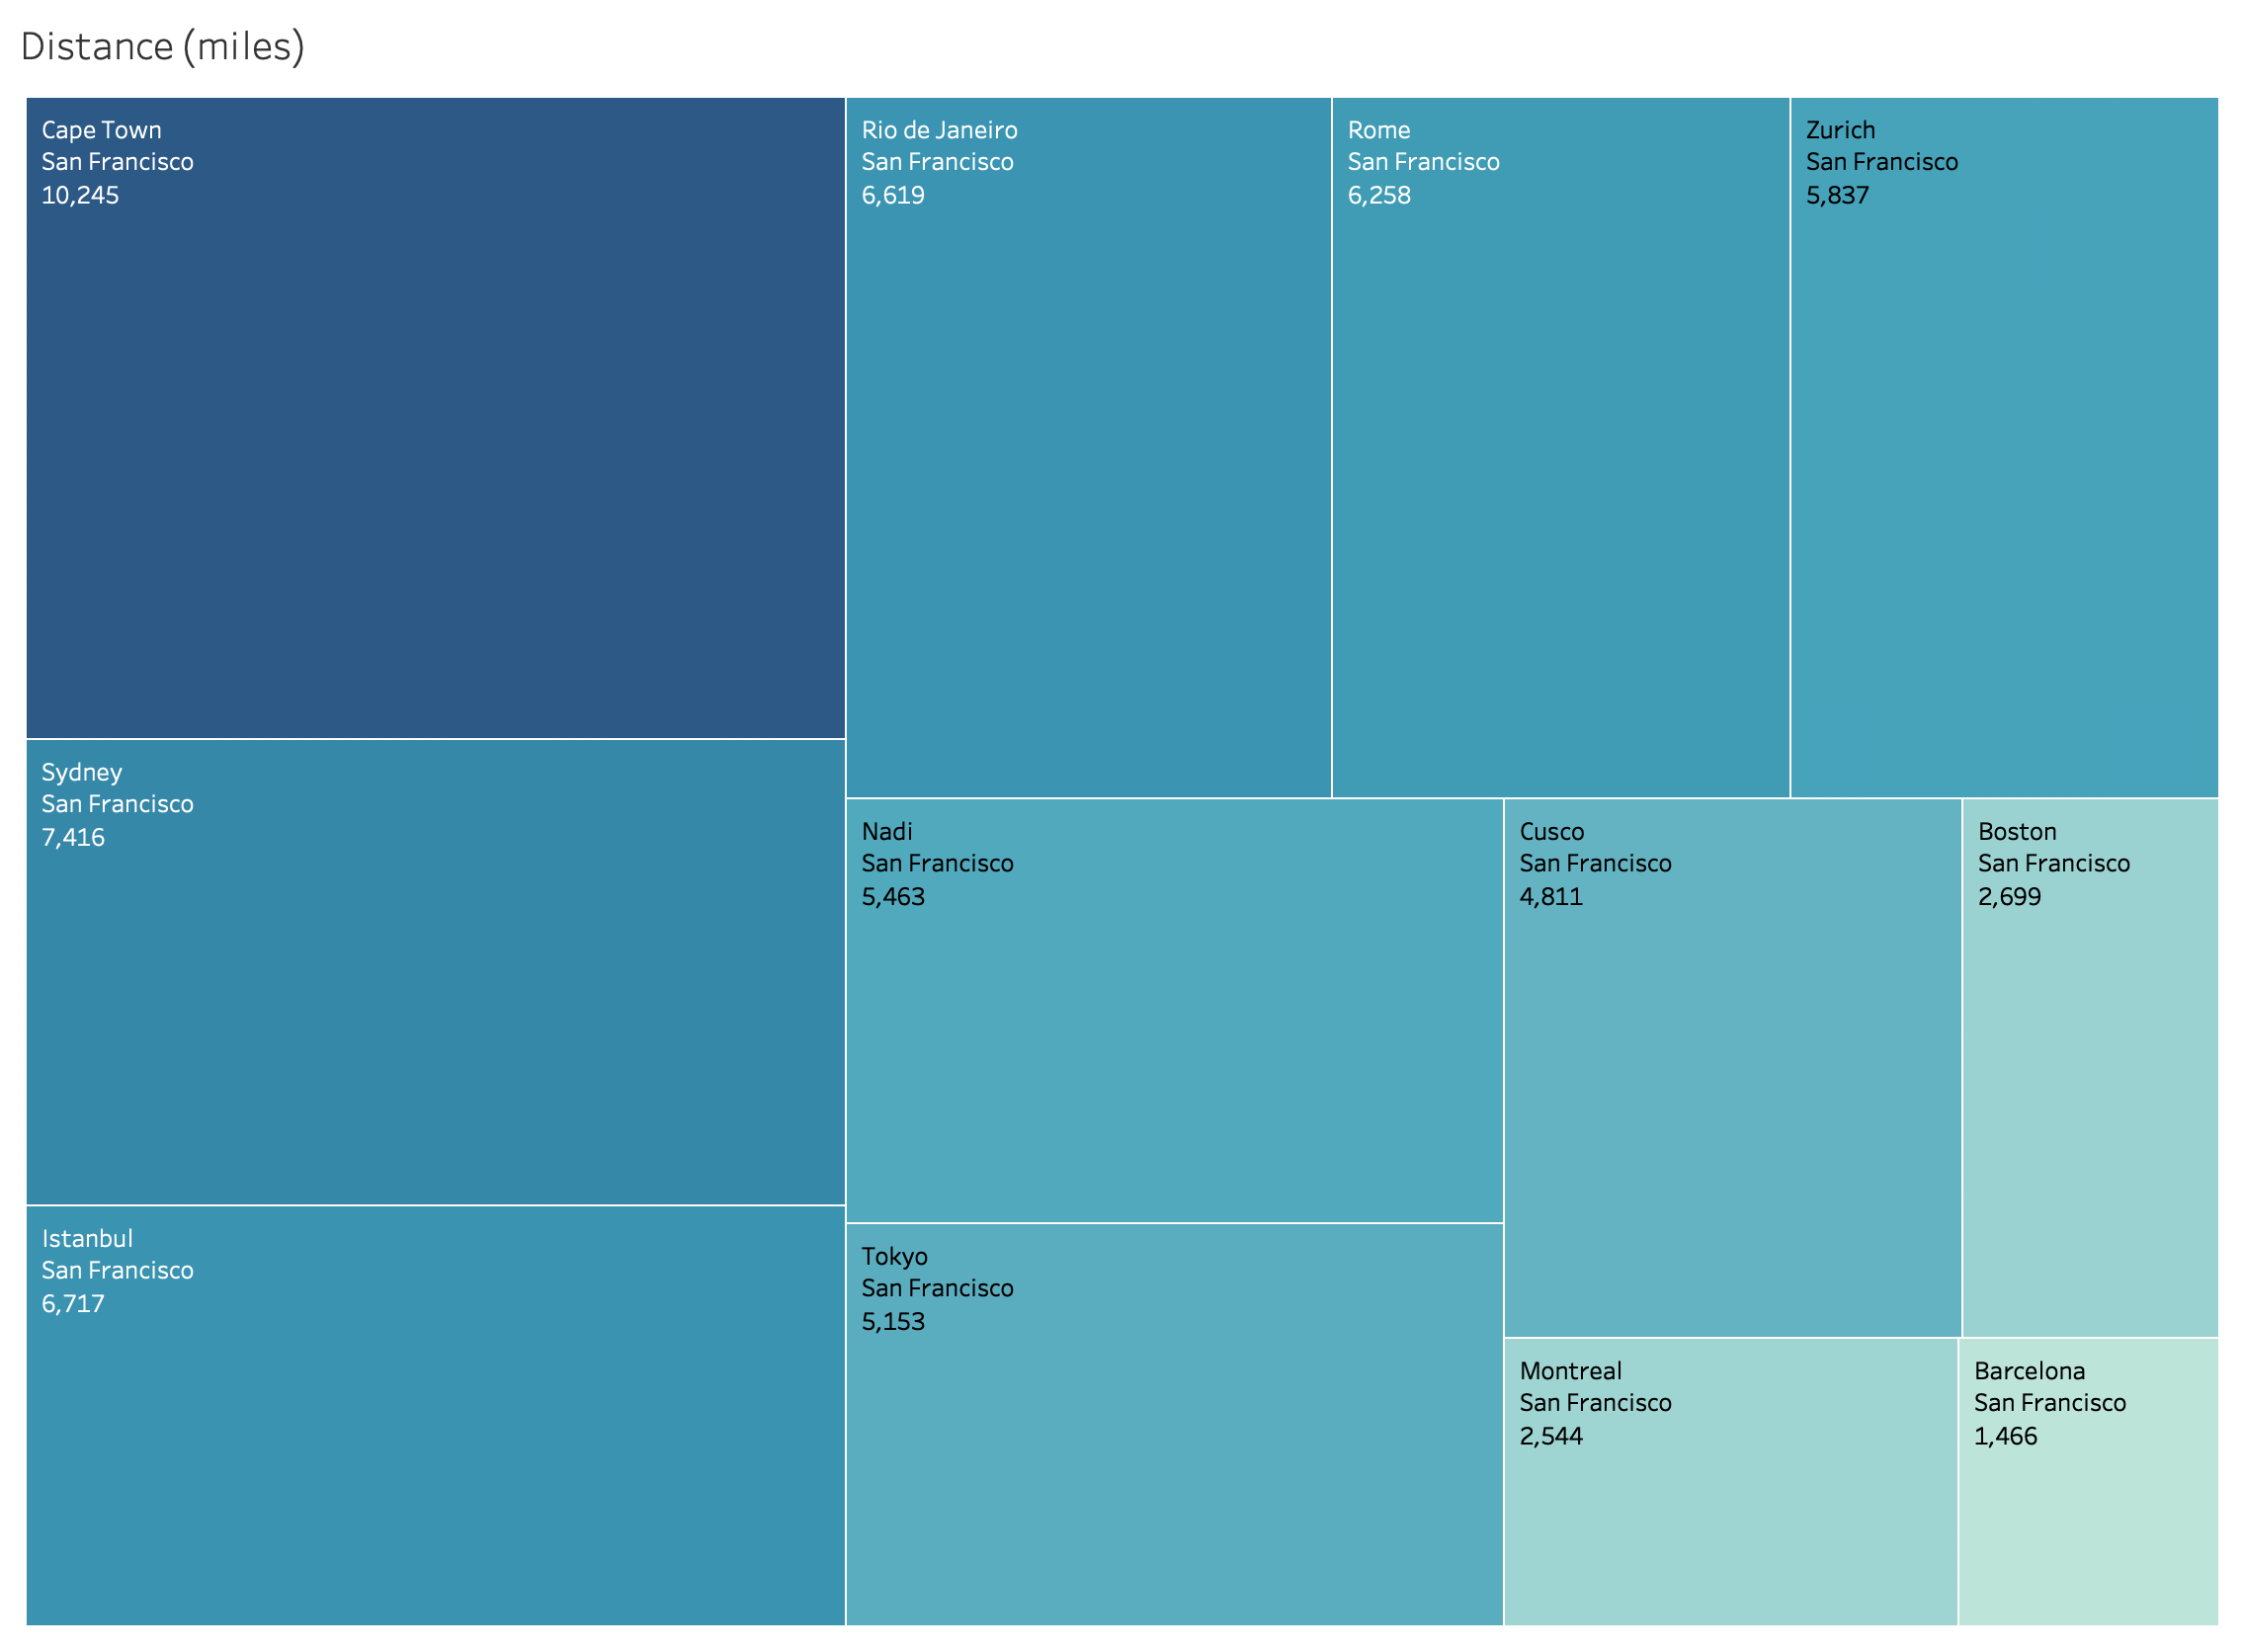 Distance (miles)
Cape Town
San Francisco
10,245
Rio de Janeiro
San Francisco
6,619
Rome
San Francisco
6,258
Zurich
San Francisco
5,837
Sydney
San Francisco
7,416
Nadi
San Francisco
5,463
Cusco
San Francisco
4,811
Boston
San Francisco
2,699
Istanbul
San Francisco
6,717
Tokyo
San Francisco
5,153
Montreal
San Francisco
2,544
Barcelona
San Francisco
1,466